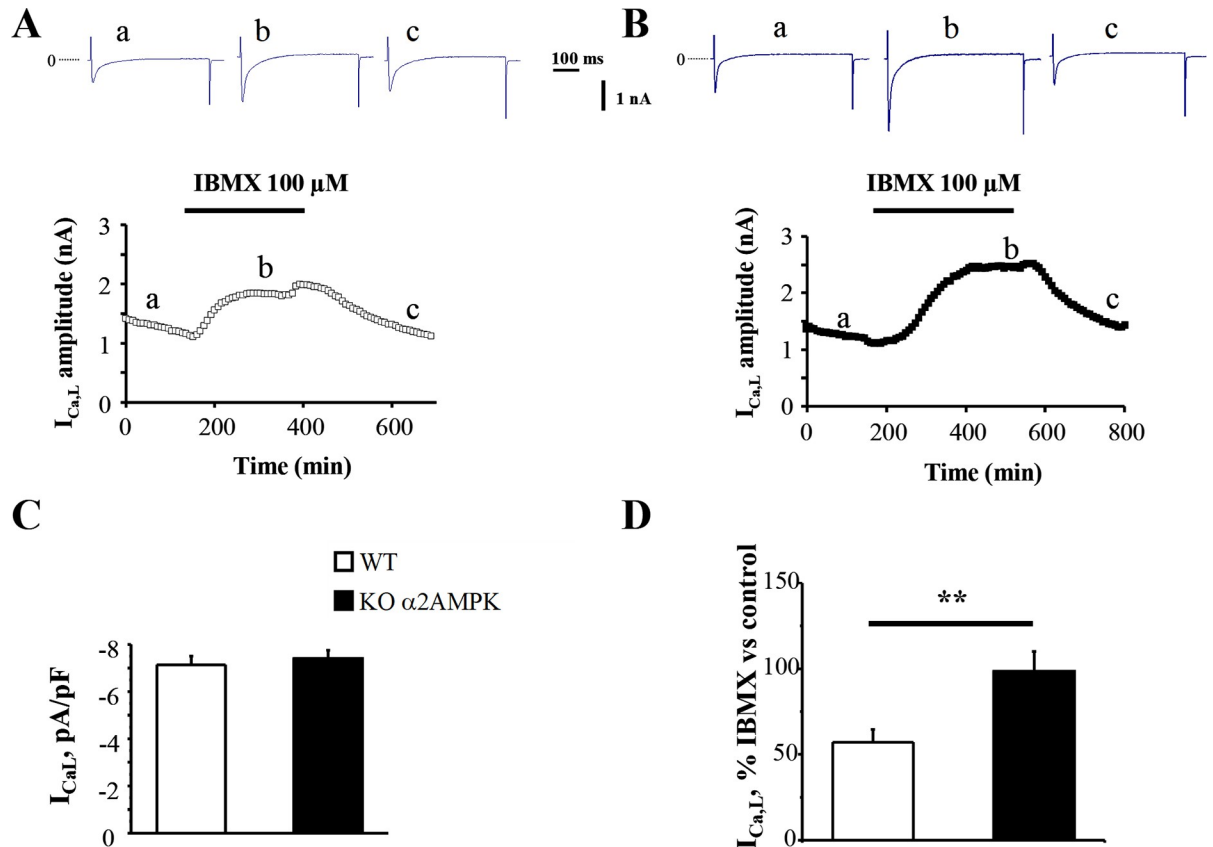 A
a b c
0
100 ms
1 nA
IBMX 100 µM
I_Ca,L amplitude (nA)
3
2
1
0
a
b
c
0 200 400 600
Time (min)
B
a b c
0
IBMX 100 µM
I_Ca,L amplitude (nA)
3
2
1
0
a
b
c
0 200 400 600 800
Time (min)
C
WT
KO α2AMPK
I_CaL, pA/pF
-8
-6
-4
-2
0
D
I_Ca,L, % IBMX vs control
150
100
50
0
**